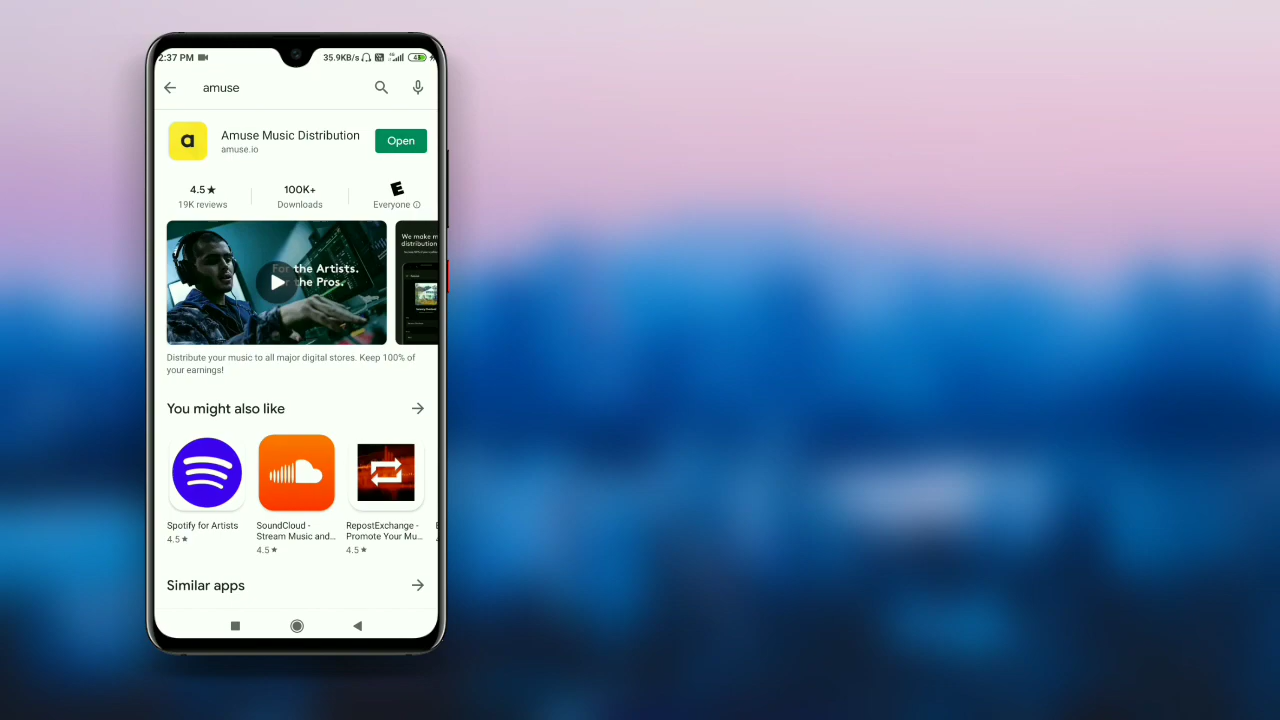 2:37 PM
35.9KB/s
amuse
a
Amuse Music Distribution
amuse.io
Open
4.5★
19K reviews
100K+
Downloads
E
Everyone
For the Artists.
For the Pros.
We make m
distribution
Distribute your music to all major digital stores. Keep 100% of
your earnings!
You might also like
Spotify for Artists
4.5★
SoundCloud -
Stream Music and...
4.5★
RepostExchange -
Promote Your Mu...
4.5★
Similar apps